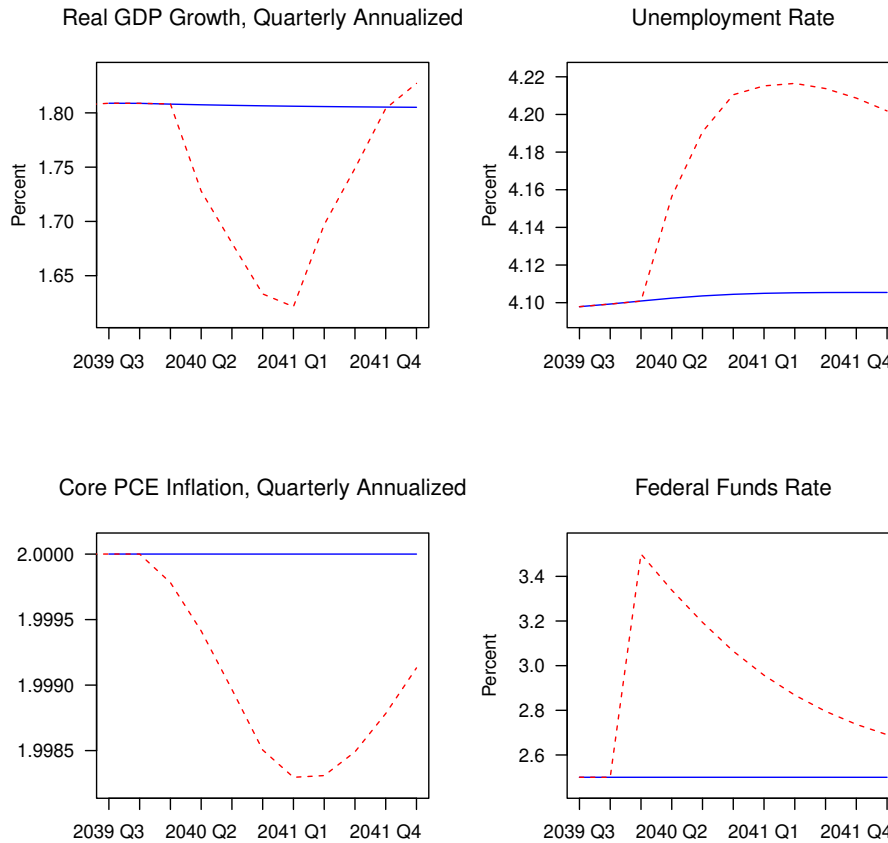 Real GDP Growth, Quarterly Annualized
Percent
1.80
1.75
1.70
1.65
2039 Q3 2040 Q2 2041 Q1 2041 Q4
Unemployment Rate
Percent
4.22
4.20
4.18
4.16
4.14
4.12
4.10
2039 Q3 2040 Q2 2041 Q1 2041 Q4
Core PCE Inflation, Quarterly Annualized
2.0000
1.9995
1.9990
1.9985
2039 Q3 2040 Q2 2041 Q1 2041 Q4
Federal Funds Rate
Percent
3.4
3.2
3.0
2.8
2.6
2039 Q3 2040 Q2 2041 Q1 2041 Q4